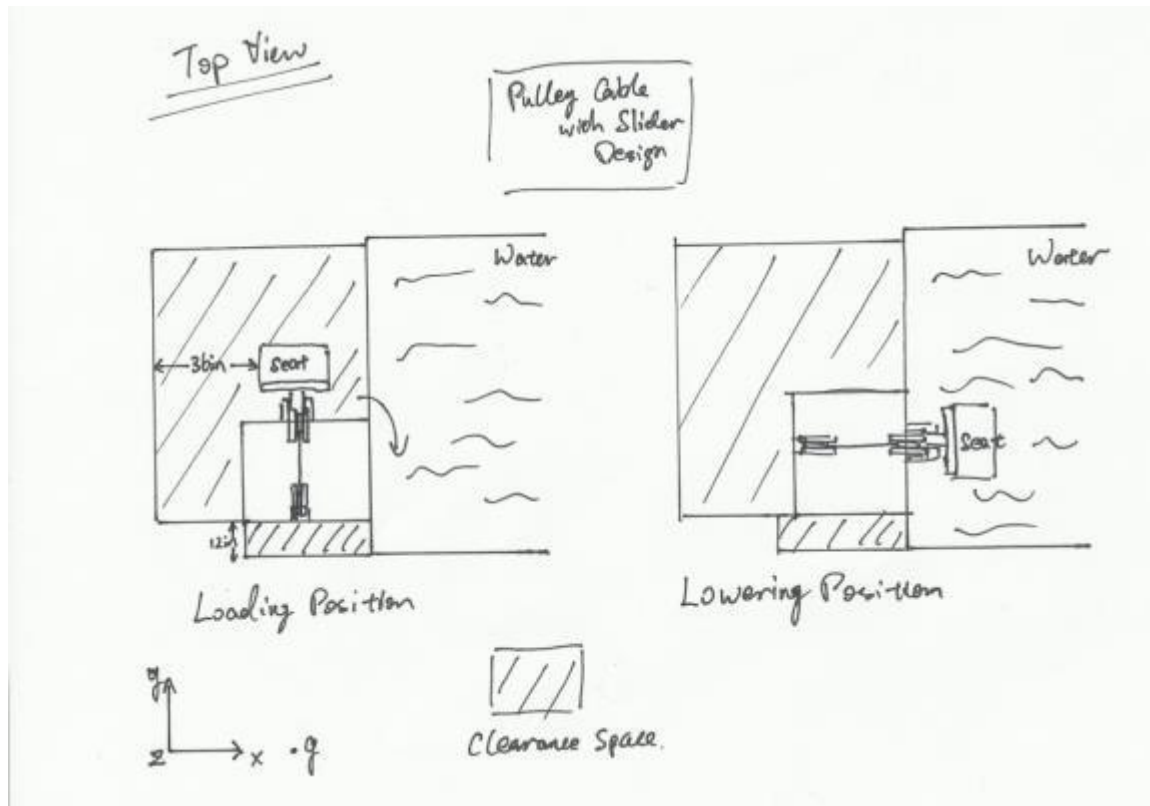 Top View
Pulley Cable
with Slider
Design
Water
36in
Seat
12in
Loading Position
Water
Seat
Lowering Position
y
z
x
g
Clearance Space.